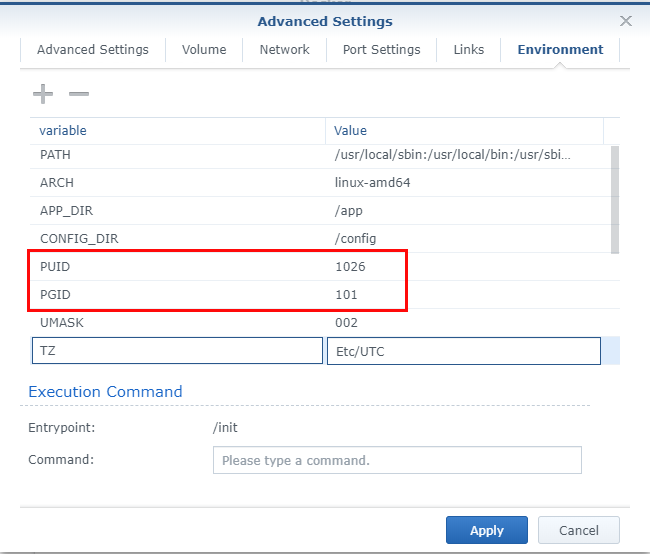 Advanced Settings
Advanced Settings Volume Network Port Settings Links Environment
variable Value
PATH /usr/local/sbin:/usr/local/bin:/usr/sbi...
ARCH linux-amd64
APP_DIR /app
CONFIG_DIR /config
PUID 1026
PGID 101
UMASK 002
TZ Etc/UTC
Execution Command
Entrypoint: /init
Command: Please type a command.
Apply Cancel